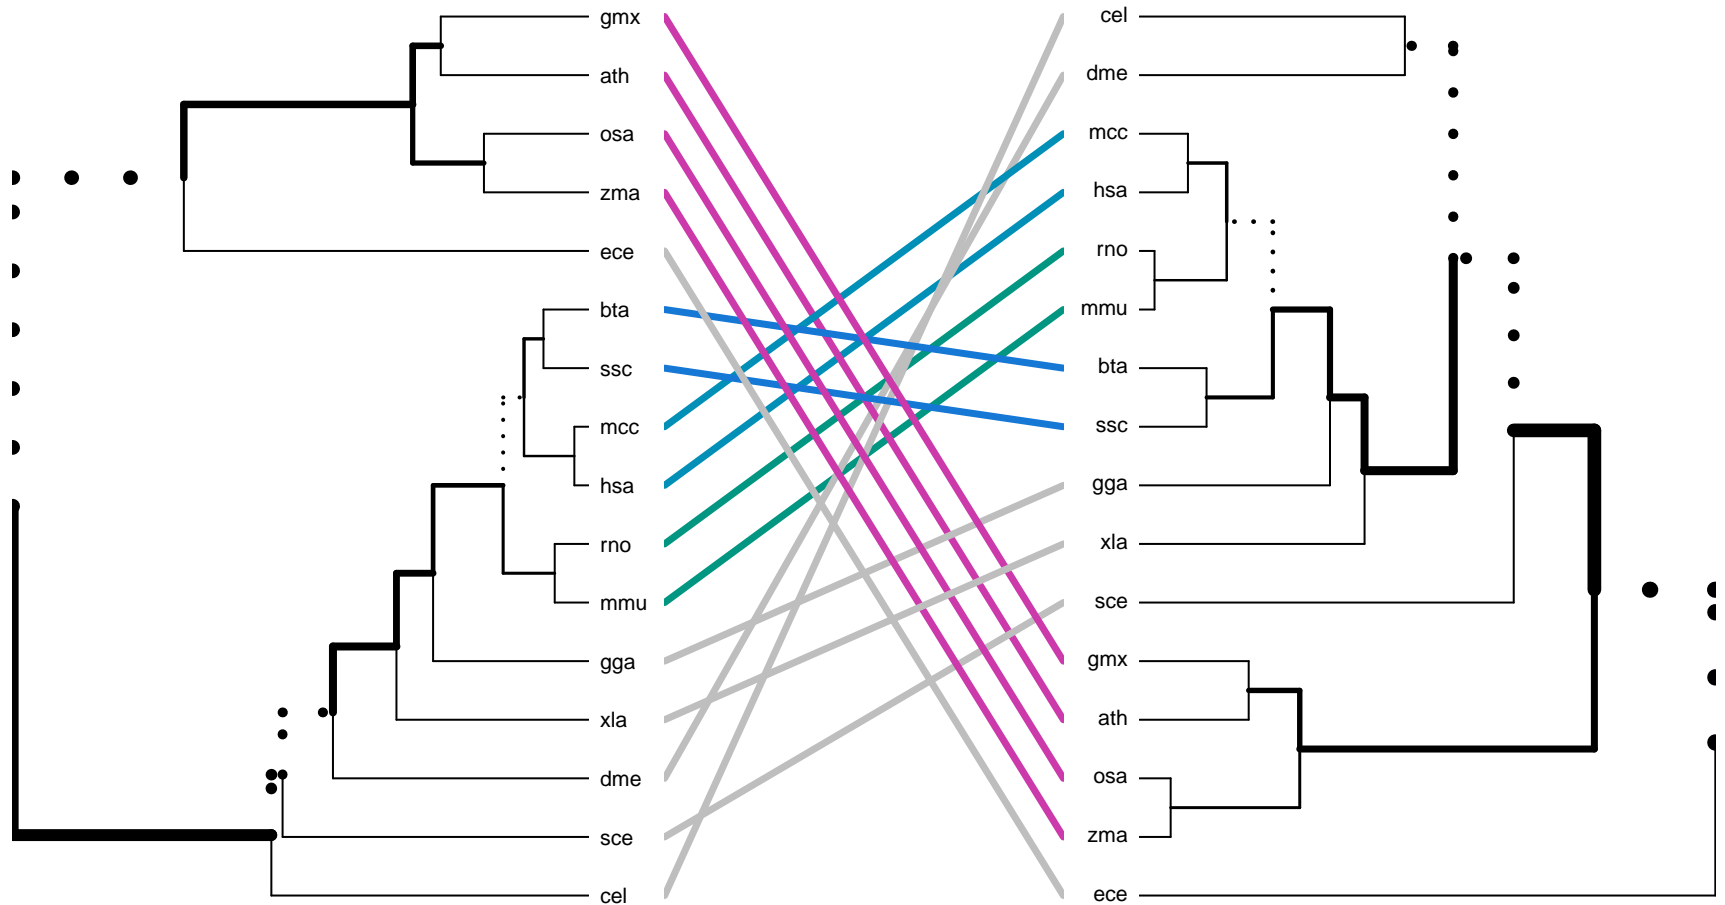 gmx
ath
osa
zma
ece
bta
ssc
mcc
hsa
rno
mmu
gga
xla
dme
sce
cel
cel
dme
mcc
hsa
rno
mmu
bta
ssc
gga
xla
sce
gmx
ath
osa
zma
ece